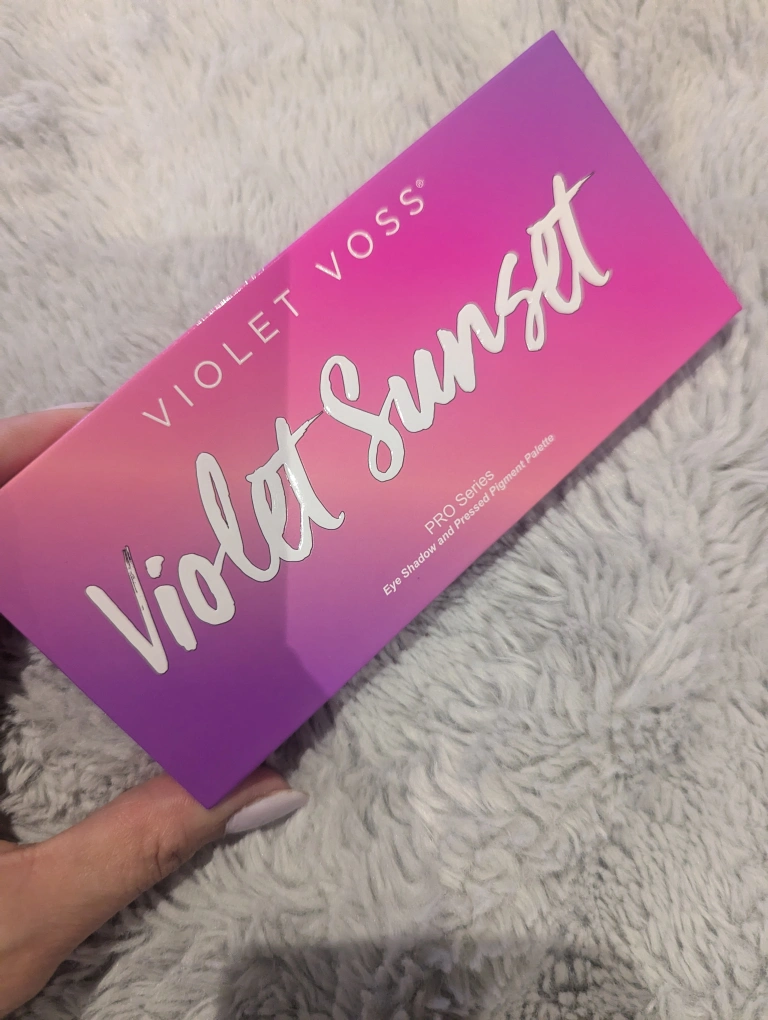 VIOLET VOSS®
Violet Sunset
PRO Series
Eye Shadow and Pressed Pigment Palette